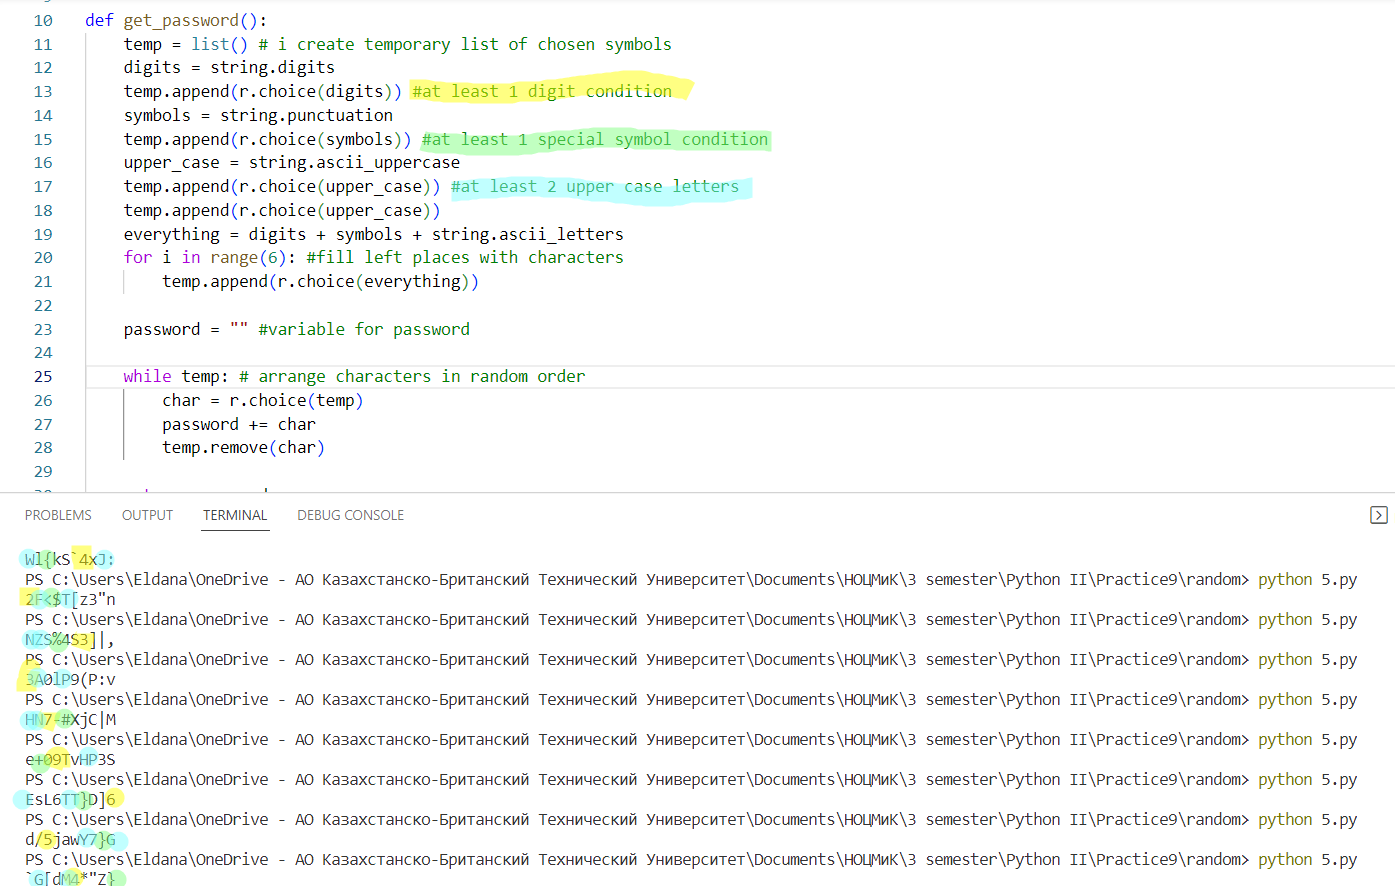 10 def get_password():
11 temp = list() # i create temporary list of chosen symbols
12 digits = string.digits
13 temp.append(r.choice(digits)) #at least 1 digit condition
14 symbols = string.punctuation
15 temp.append(r.choice(symbols)) #at least 1 special symbol condition
16 upper_case = string.ascii_uppercase
17 temp.append(r.choice(upper_case)) #at least 2 upper case letters
18 temp.append(r.choice(upper_case))
19 everything = digits + symbols + string.ascii_letters
20 for i in range(6): #fill left places with characters
21 temp.append(r.choice(everything))
22
23 password = "" #variable for password
24
25 while temp: # arrange characters in random order
26 char = r.choice(temp)
27 password += char
28 temp.remove(char)
29
PROBLEMS OUTPUT TERMINAL DEBUG CONSOLE
Wl{kS`4xJ:
PS C:\Users\Eldana\OneDrive - АО Казахстанско-Британский Технический Университет\Documents\НОЦМиК\3 semester\Python II\Practice9\random> python 5.py
2F<$T[z3"n
PS C:\Users\Eldana\OneDrive - АО Казахстанско-Британский Технический Университет\Documents\НОЦМиК\3 semester\Python II\Practice9\random> python 5.py
NZS%4S3]|,
PS C:\Users\Eldana\OneDrive - АО Казахстанско-Британский Технический Университет\Documents\НОЦМиК\3 semester\Python II\Practice9\random> python 5.py
3A0lP9(P:v
PS C:\Users\Eldana\OneDrive - АО Казахстанско-Британский Технический Университет\Documents\НОЦМиК\3 semester\Python II\Practice9\random> python 5.py
HN7-#XjC|M
PS C:\Users\Eldana\OneDrive - АО Казахстанско-Британский Технический Университет\Documents\НОЦМиК\3 semester\Python II\Practice9\random> python 5.py
e+09TvHP3S
PS C:\Users\Eldana\OneDrive - АО Казахстанско-Британский Технический Университет\Documents\НОЦМиК\3 semester\Python II\Practice9\random> python 5.py
EsL6TT}D]6
PS C:\Users\Eldana\OneDrive - АО Казахстанско-Британский Технический Университет\Documents\НОЦМиК\3 semester\Python II\Practice9\random> python 5.py
d/5jawY7}G
PS C:\Users\Eldana\OneDrive - АО Казахстанско-Британский Технический Университет\Documents\НОЦМиК\3 semester\Python II\Practice9\random> python 5.py
`G[dM4*"Z}